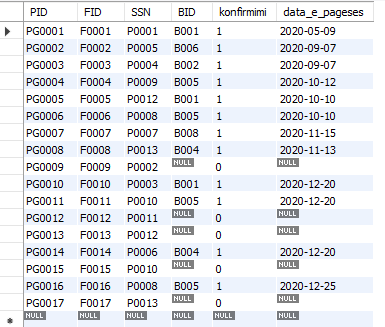 PID FID SSN BID konfirmimi data_e_pageses
PG0001 F0001 P0001 B001 1 2020-05-09
PG0002 F0002 P0005 B006 1 2020-09-07
PG0003 F0003 P0004 B002 1 2020-09-07
PG0004 F0004 P0009 B005 1 2020-10-12
PG0005 F0005 P0012 B001 1 2020-10-10
PG0006 F0006 P0008 B005 1 2020-10-10
PG0007 F0007 P0007 B008 1 2020-11-15
PG0008 F0008 P0013 B004 1 2020-11-13
PG0009 F0009 P0002 NULL 0 NULL
PG0010 F0010 P0003 B001 1 2020-12-20
PG0011 F0011 P0010 B005 1 2020-12-20
PG0012 F0012 P0011 NULL 0 NULL
PG0013 F0013 P0012 NULL 0 NULL
PG0014 F0014 P0006 B004 1 2020-12-20
PG0015 F0015 P0010 NULL 0 NULL
PG0016 F0016 P0008 B005 1 2020-12-25
PG0017 F0017 P0013 NULL 0 NULL
NULL NULL NULL NULL NULL NULL